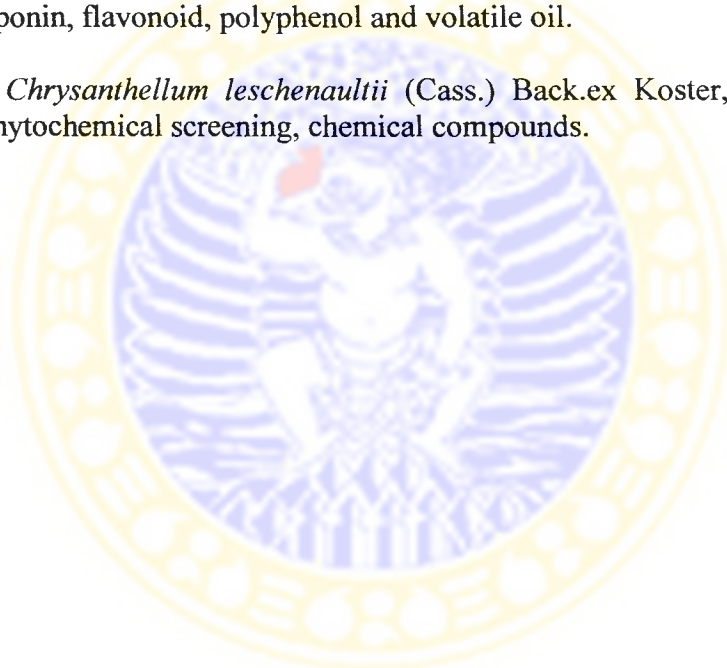 ponin, flavonoid, polyphenol and volatile oil.
Chrysanthellum leschenaultii (Cass.) Back.ex Koster,
hytochemical screening, chemical compounds.